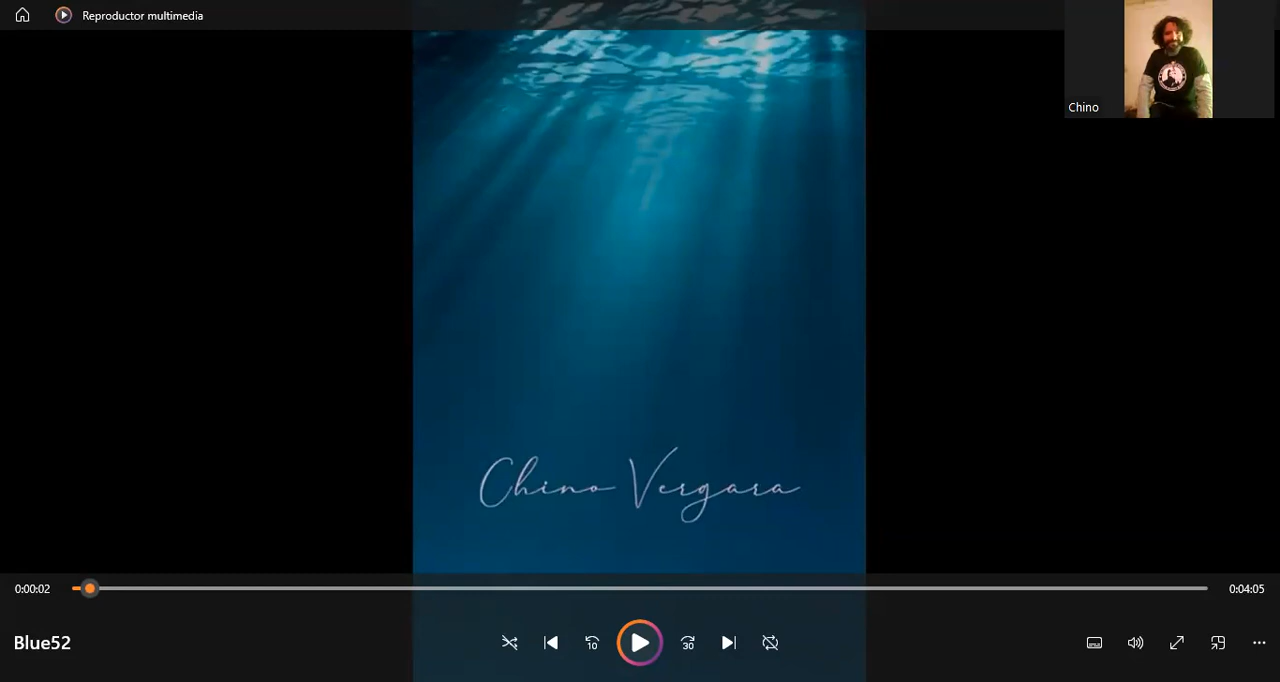 Reproductor multimedia
Chino
Chino Vergara
0:00:02
0:04:05
Blue52
10
30